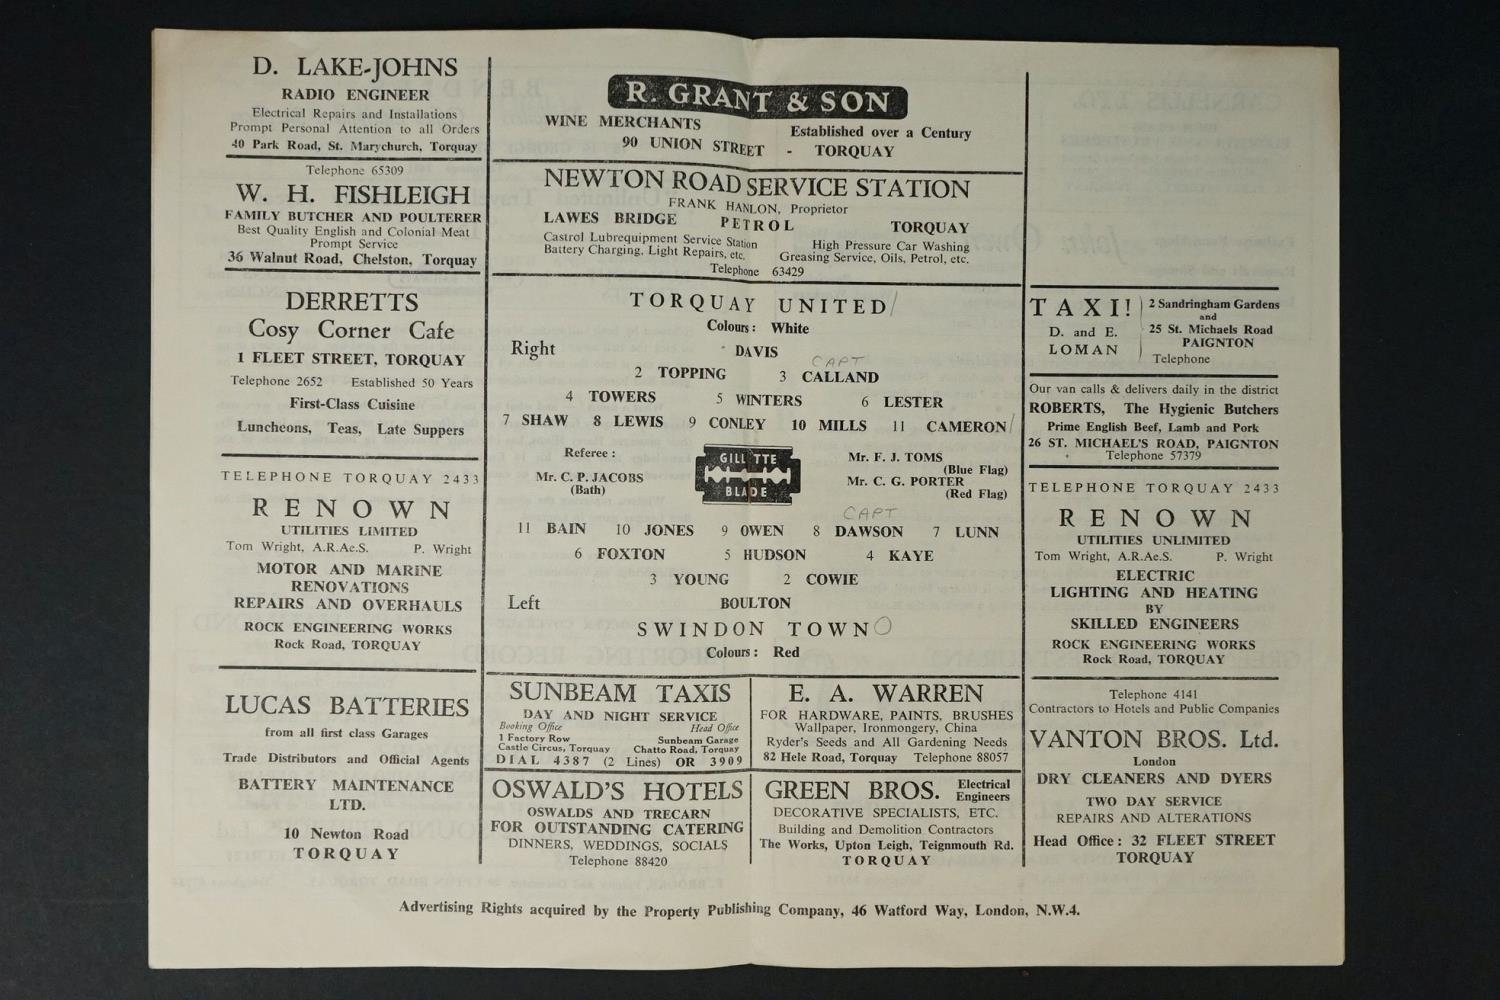 D. LAKE-JOHNS
RADIO ENGINEER
Electrical Repairs and Installations
Prompt Personal Attention to all Orders
40 Park Road, St. Marychurch, Torquay
Telephone 65309
W. H. FISHLEIGH
FAMILY BUTCHER AND POULTERER
Best Quality English and Colonial Meat
Prompt Service
36 Walnut Road, Chelston, Torquay
DERRETTS
Cosy Corner Cafe
1 FLEET STREET, TORQUAY
Telephone 2652 Established 50 Years
First-Class Cuisine
Luncheons, Teas, Late Suppers
TELEPHONE TORQUAY 2433
RENOWN
UTILITIES LIMITED
Tom Wright, A.R.Ae.S. P. Wright
MOTOR AND MARINE
RENOVATIONS
REPAIRS AND OVERHAULS
ROCK ENGINEERING WORKS
Rock Road, TORQUAY
LUCAS BATTERIES
from all first class Garages
Trade Distributors and Official Agents
BATTERY MAINTENANCE
LTD.
10 Newton Road
TORQUAY
R. GRANT & SON
WINE MERCHANTS Established over a Century
90 UNION STREET - TORQUAY
NEWTON ROAD SERVICE STATION
FRANK HANLON, Proprietor
LAWES BRIDGE PETROL TORQUAY
Castrol Lubrequipment Service Station High Pressure Car Washing
Battery Charging, Light Repairs, etc. Greasing Service, Oils, Petrol, etc.
Telephone 63429
TORQUAY UNITED /
Colours: White
Right DAVIS
CAPT
2 TOPPING 3 CALLAND
4 TOWERS 5 WINTERS 6 LESTER
7 SHAW 8 LEWIS 9 CONLEY 10 MILLS 11 CAMERON /
Referee: Mr. F. J. TOMS
(Blue Flag)
Mr. C. P. JACOBS Mr. C. G. PORTER
(Bath) (Red Flag)
GILLETTE
BLADE
CAPT
11 BAIN 10 JONES 9 OWEN 8 DAWSON 7 LUNN
6 FOXTON 5 HUDSON 4 KAYE
3 YOUNG 2 COWIE
Left BOULTON
SWINDON TOWN O
Colours: Red
SUNBEAM TAXIS
DAY AND NIGHT SERVICE
Booking Office Head Office
1 Factory Row Sunbeam Garage
Castle Circus, Torquay Chatto Road, Torquay
DIAL 4387 (2 Lines) OR 3909
E. A. WARREN
FOR HARDWARE, PAINTS, BRUSHES
Wallpaper, Ironmongery, China
Ryder's Seeds and All Gardening Needs
82 Hele Road, Torquay Telephone 88057
OSWALD'S HOTELS
OSWALDS AND TRECARN
FOR OUTSTANDING CATERING
DINNERS, WEDDINGS, SOCIALS
Telephone 88420
GREEN BROS. Electrical
Engineers
DECORATIVE SPECIALISTS, ETC.
Building and Demolition Contractors
The Works, Upton Leigh, Teignmouth Rd.
TORQUAY
TAXI!
D. and E.
LOMAN
2 Sandringham Gardens
and
25 St. Michaels Road
PAIGNTON
Telephone
Our van calls & delivers daily in the district
ROBERTS, The Hygienic Butchers
Prime English Beef, Lamb and Pork
26 ST. MICHAEL'S ROAD, PAIGNTON
Telephone 57379
TELEPHONE TORQUAY 2433
RENOWN
UTILITIES UNLIMITED
Tom Wright, A.R.Ae.S. P. Wright
ELECTRIC
LIGHTING AND HEATING
BY
SKILLED ENGINEERS
ROCK ENGINEERING WORKS
Rock Road, TORQUAY
Telephone 4141
Contractors to Hotels and Public Companies
VANTON BROS. Ltd.
London
DRY CLEANERS AND DYERS
TWO DAY SERVICE
REPAIRS AND ALTERATIONS
Head Office: 32 FLEET STREET
TORQUAY
Advertising Rights acquired by the Property Publishing Company, 46 Watford Way, London, N.W.4.